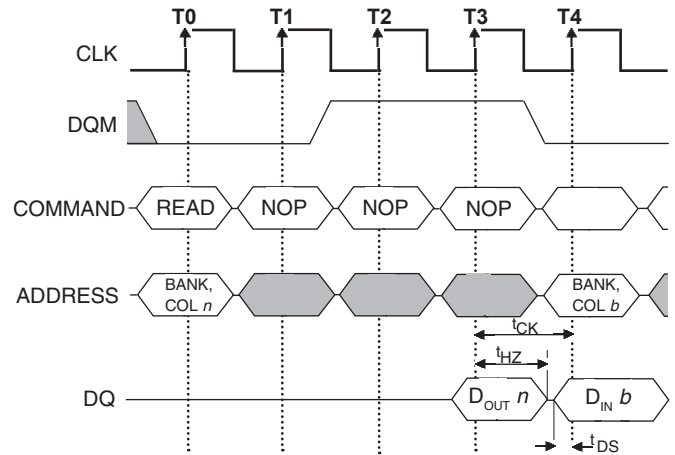 T0 T1 T2 T3 T4
CLK
DQM
COMMAND READ NOP NOP NOP
ADDRESS BANK, COL n BANK, COL b
tCK
tHZ
DQ DOUT n DIN b
tDS